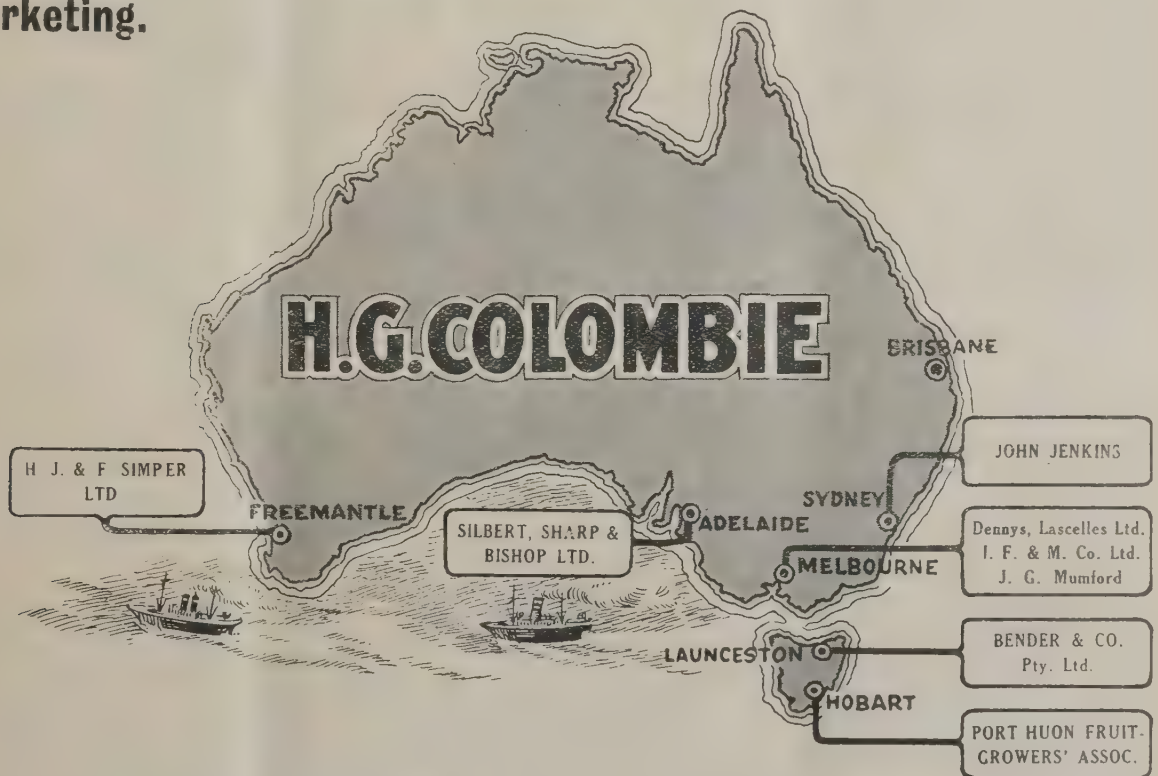 rketing.
H.G.COLOMBIE
BRISBANE
JOHN JENKINS
H J. & F SIMPER
LTD
FREEMANTLE
SILBERT, SHARP &
BISHOP LTD.
ADELAIDE
SYDNEY
Dennys, Lascelles Ltd.
I. F. & M. Co. Ltd.
J. G. Mumford
MELBOURNE
LAUNCESTON
BENDER & CO.
Pty. Ltd.
HOBART
PORT HUON FRUIT-
GROWERS' ASSOC.